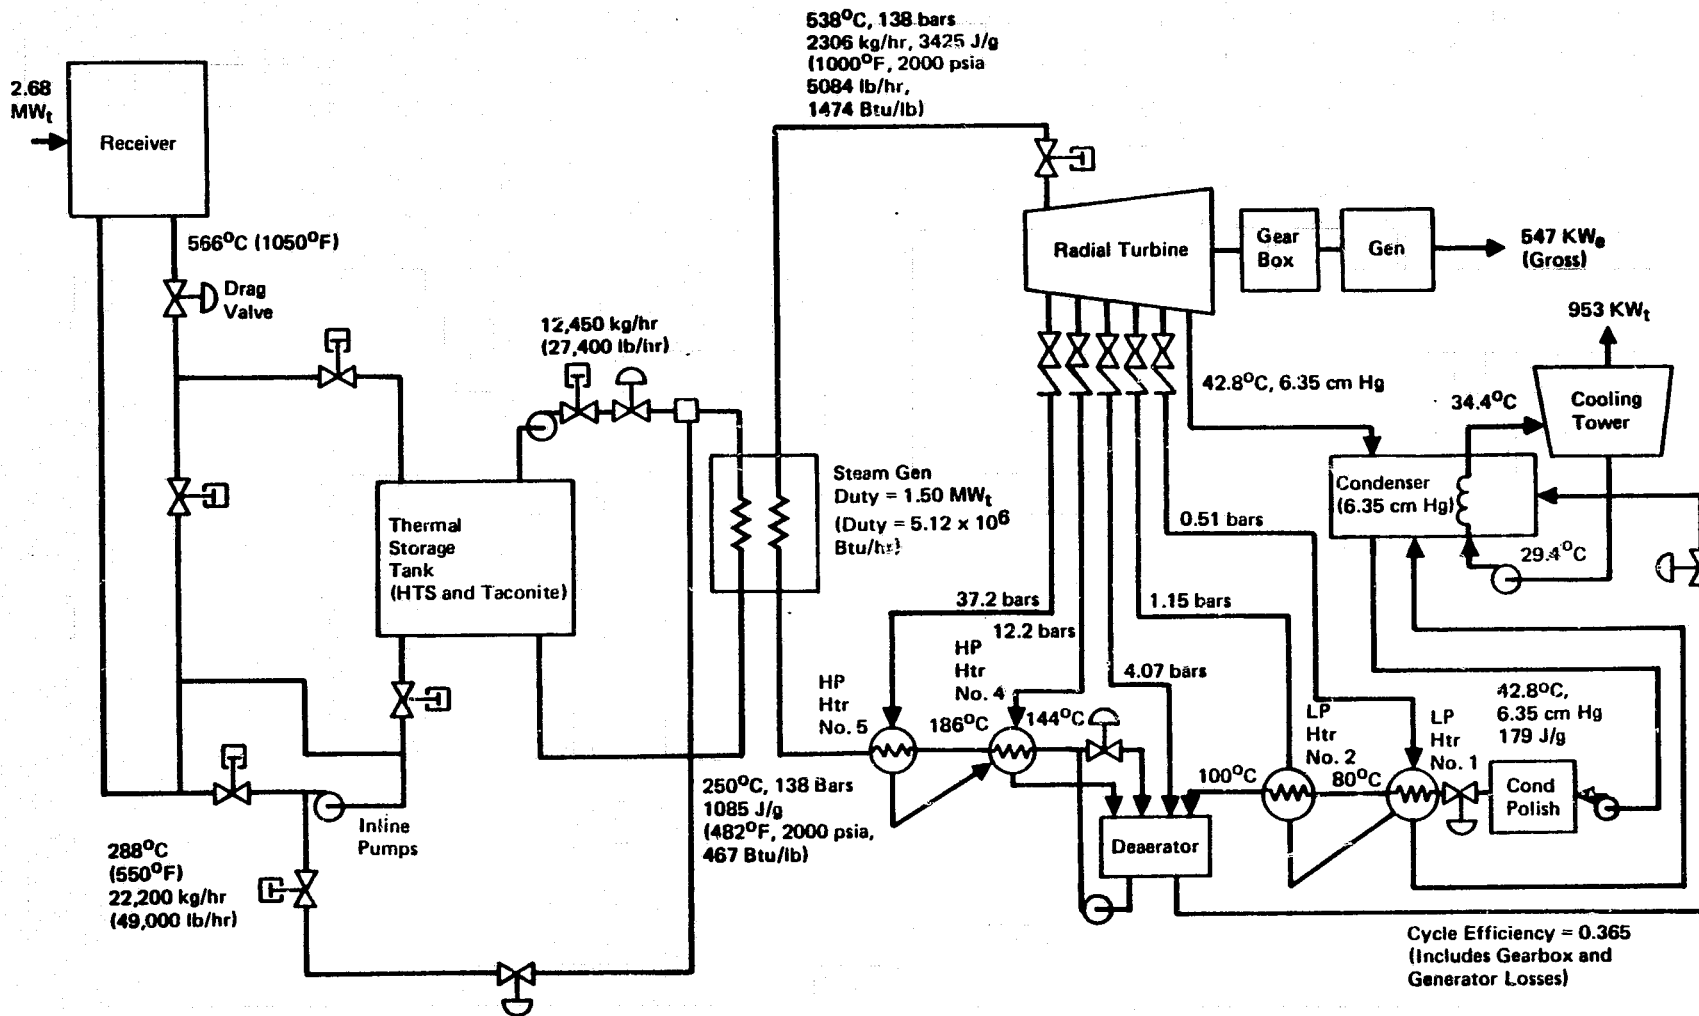 538°C, 138 bars
2306 kg/hr, 3425 J/g
(1000°F, 2000 psia
5084 lb/hr,
1474 Btu/lb)
2.68
MWt
Receiver
566°C (1050°F)
Drag
Valve
12,450 kg/hr
(27,400 lb/hr)
Radial Turbine
Gear
Box
Gen
547 KWe
(Gross)
953 KWt
42.8°C, 6.35 cm Hg
34.4°C
Cooling
Tower
Thermal
Storage
Tank
(HTS and Taconite)
Steam Gen
Duty = 1.50 MWt
(Duty = 5.12 x 10⁶
Btu/hr)
Condenser
(6.35 cm Hg)
0.51 bars
29.4°C
37.2 bars
1.15 bars
12.2 bars
4.07 bars
HP
Htr
No. 5
HP
Htr
No. 4
186°C
144°C
LP
Htr
No. 2
100°C
80°C
LP
Htr
No. 1
42.8°C,
6.35 cm Hg
179 J/g
Cond
Polish
Deaerator
250°C, 138 Bars
1085 J/g
(482°F, 2000 psia,
467 Btu/lb)
Inline
Pumps
288°C
(550°F)
22,200 kg/hr
(49,000 lb/hr)
Cycle Efficiency = 0.365
(Includes Gearbox and
Generator Losses)